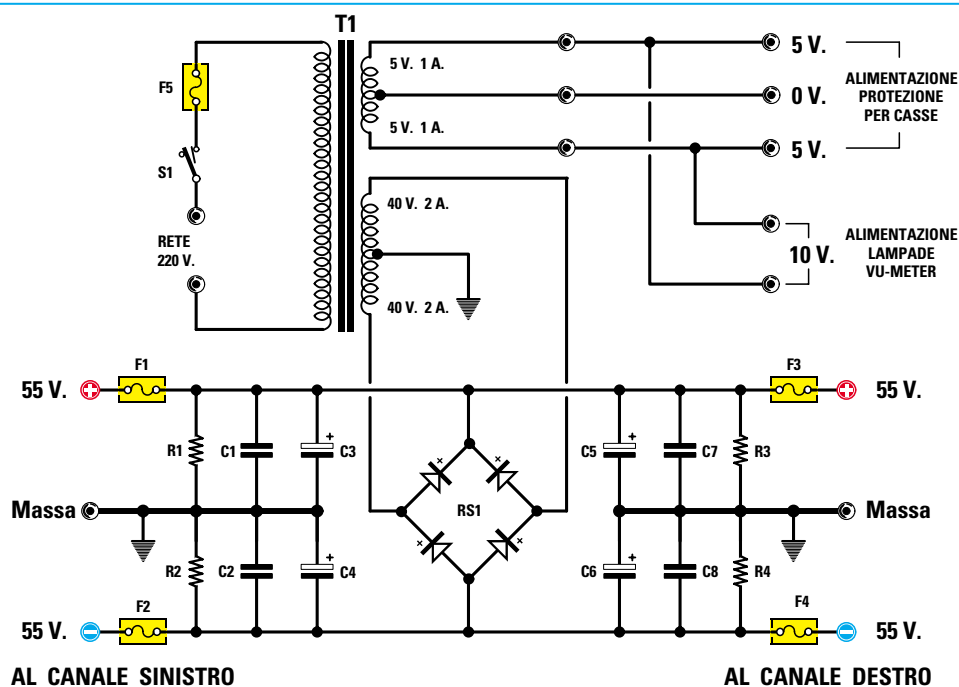 T1
5 V. 1 A.
5 V. 1 A.
5 V.
0 V.
5 V.
ALIMENTAZIONE
PROTEZIONE
PER CASSE
F5
S1
RETE
220 V.
40 V. 2 A.
40 V. 2 A.
10 V.
ALIMENTAZIONE
LAMPADE
VU-METER
F1
F3
55 V.
55 V.
R1
C1
+
C3
RS1
C5
+
C7
R3
Massa
Massa
R2
C2
+
C4
C6
+
C8
R4
F2
F4
55 V.
55 V.
AL CANALE SINISTRO
AL CANALE DESTRO